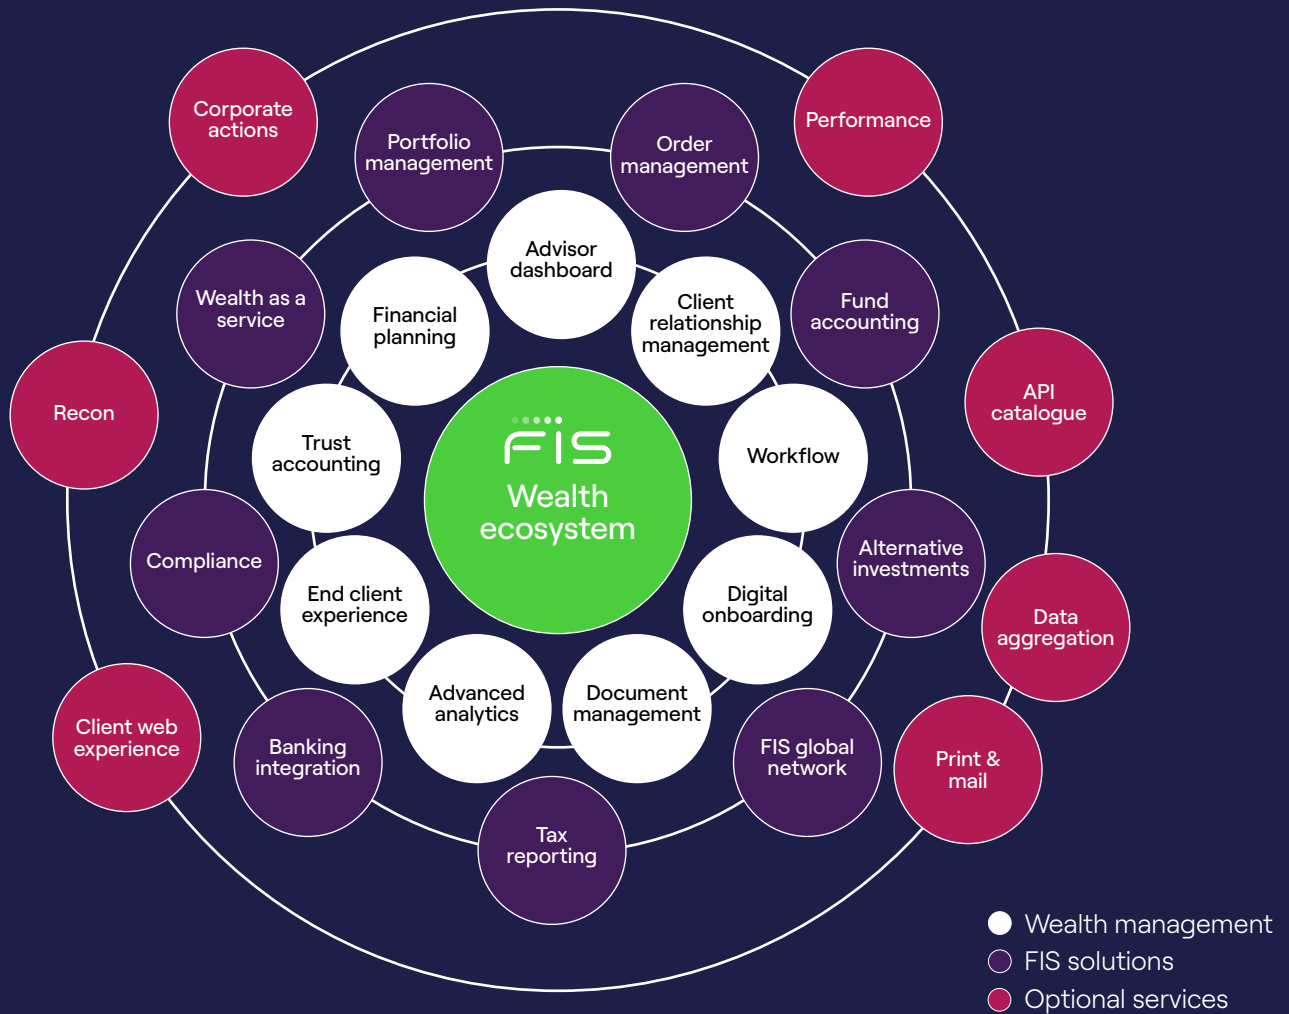 Corporate
actions
Performance
Portfolio
management
Order
management
Advisor
dashboard
Wealth as a
service
Financial
planning
Client
relationship
management
Fund
accounting
Recon
API
catalogue
Trust
accounting
FIS
Wealth
ecosystem
Workflow
Compliance
Alternative
investments
End client
experience
Digital
onboarding
Data
aggregation
Client web
experience
Advanced
analytics
Document
management
Banking
integration
FIS global
network
Print &
mail
Tax
reporting
Wealth management
FIS solutions
Optional services